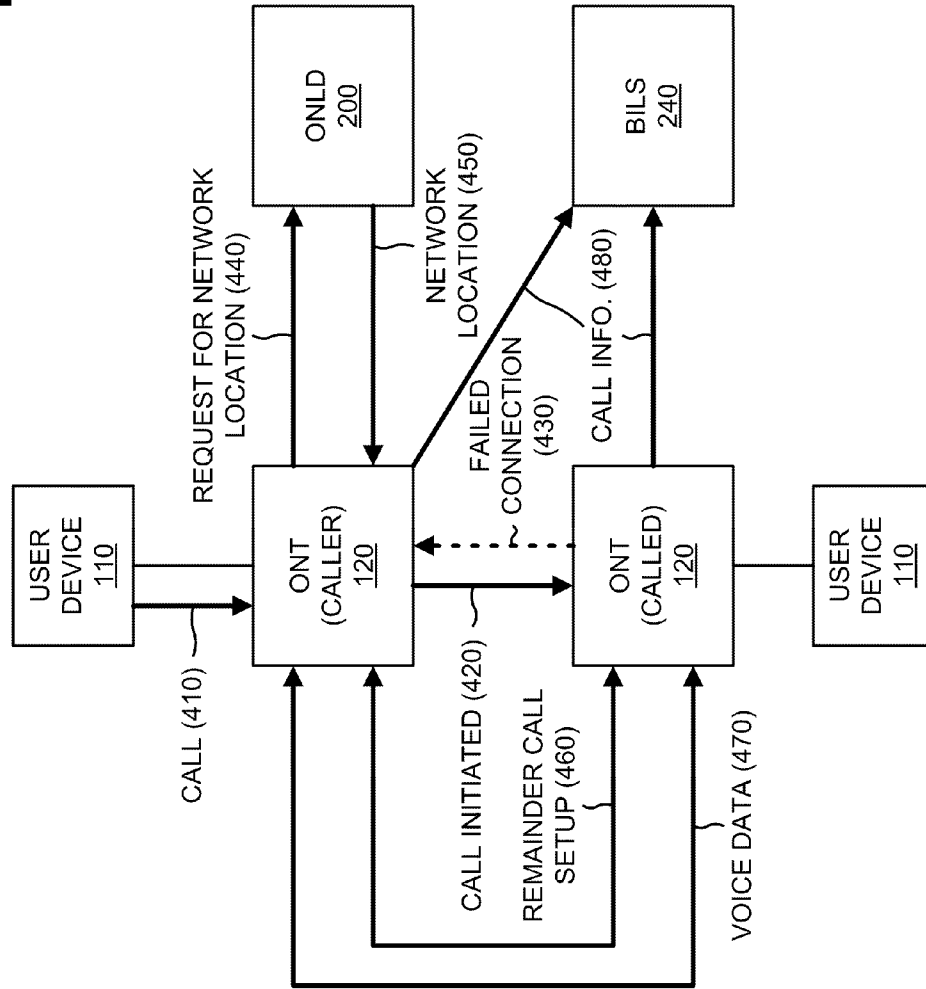 USER
DEVICE
110
CALL (410)
ONT
(CALLER)
120
REQUEST FOR NETWORK
LOCATION (440)
ONLD
200
NETWORK
LOCATION (450)
CALL INITIATED (420)
FAILED
CONNECTION
(430)
REMAINDER CALL
SETUP (460)
VOICE DATA (470)
ONT
(CALLED)
120
CALL INFO. (480)
BILS
240
USER
DEVICE
110